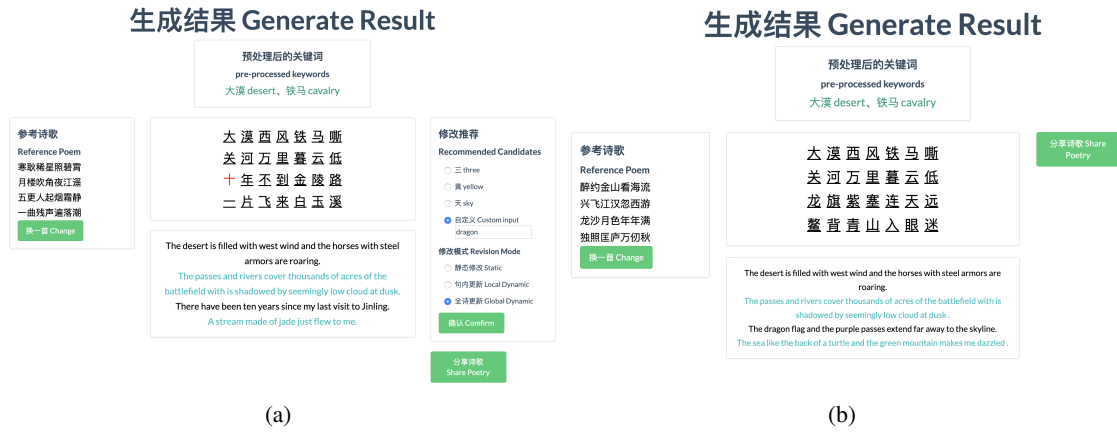 生成结果 Generate Result
预处理后的关键词
pre-processed keywords
大漠 desert、铁马 cavalry
参考诗歌
Reference Poem
寒耿稀星照碧霄
月楼吹角夜江遥
五更人起烟霜静
一曲残声遍落潮
换一首 Change
大漠西风铁马嘶
关河万里暮云低
十年不到金陵路
一片飞来白玉溪
The desert is filled with west wind and the horses with steel
armors are roaring.
The passes and rivers cover thousands of acres of the
battlefield with is shadowed by seemingly low cloud at dusk.
There have been ten years since my last visit to Jinling.
A stream made of jade just flew to me.
修改推荐
Recommended Candidates
三 three
黄 yellow
天 sky
自定义 Custom input
dragon
修改模式 Revision Mode
静态修改 Static
句内更新 Local Dynamic
全诗更新 Global Dynamic
确认 Comfirm
分享诗歌
Share Poetry
(a)
生成结果 Generate Result
预处理后的关键词
pre-processed keywords
大漠 desert、铁马 cavalry
参考诗歌
Reference Poem
醉约金山看海流
兴飞江汉忽西游
龙沙月色年年满
独照匡庐万仞秋
换一首 Change
大漠西风铁马嘶
关河万里暮云低
龙旗紫塞连天远
鳌背青山入眼迷
The desert is filled with west wind and the horses with steel armors are
roaring.
The passes and rivers cover thousands of acres of the battlefield with is
shadowed by seemingly low cloud at dusk .
The dragon flag and the purple passes extend far away to the skyline.
The sea like the back of a turtle and the green mountain makes me dazzled .
分享诗歌 Share
Poetry
(b)